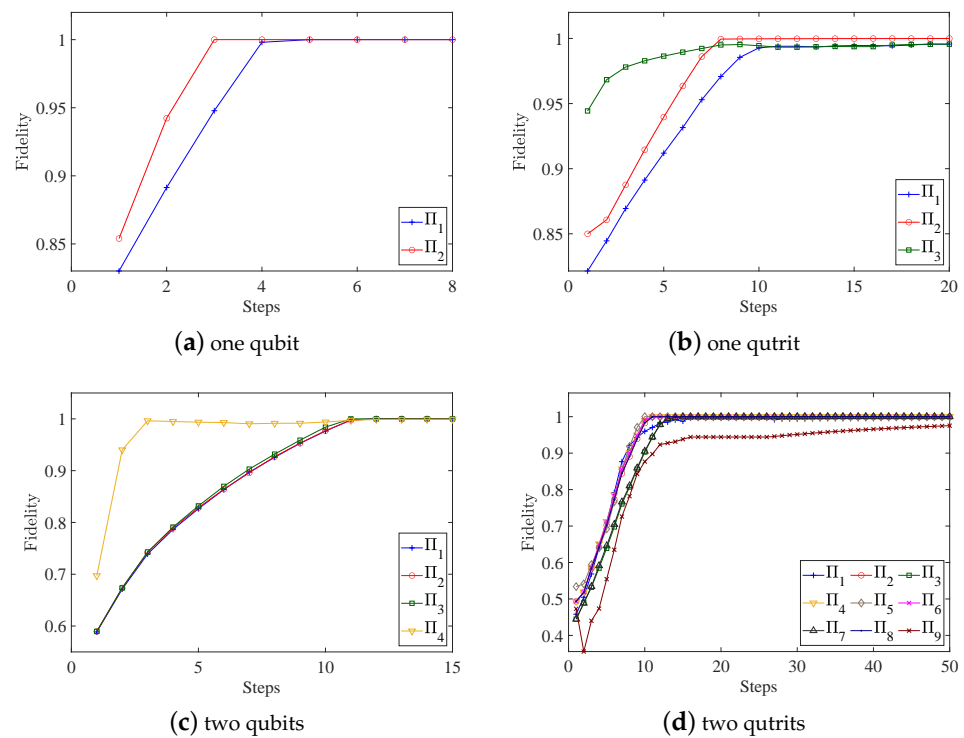 1
0.95
0.9
0.85
Fidelity
0 2 4 6 8
Steps
Π1
Π2
(a) one qubit
1
0.95
0.9
0.85
Fidelity
0 5 10 15 20
Steps
Π1
Π2
Π3
(b) one qutrit
1
0.9
0.8
0.7
0.6
Fidelity
0 5 10 15
Steps
Π1
Π2
Π3
Π4
(c) two qubits
1
0.9
0.8
0.7
0.6
0.5
0.4
Fidelity
0 10 20 30 40 50
Steps
Π1 Π2 Π3
Π4 Π5 Π6
Π7 Π8 Π9
(d) two qutrits